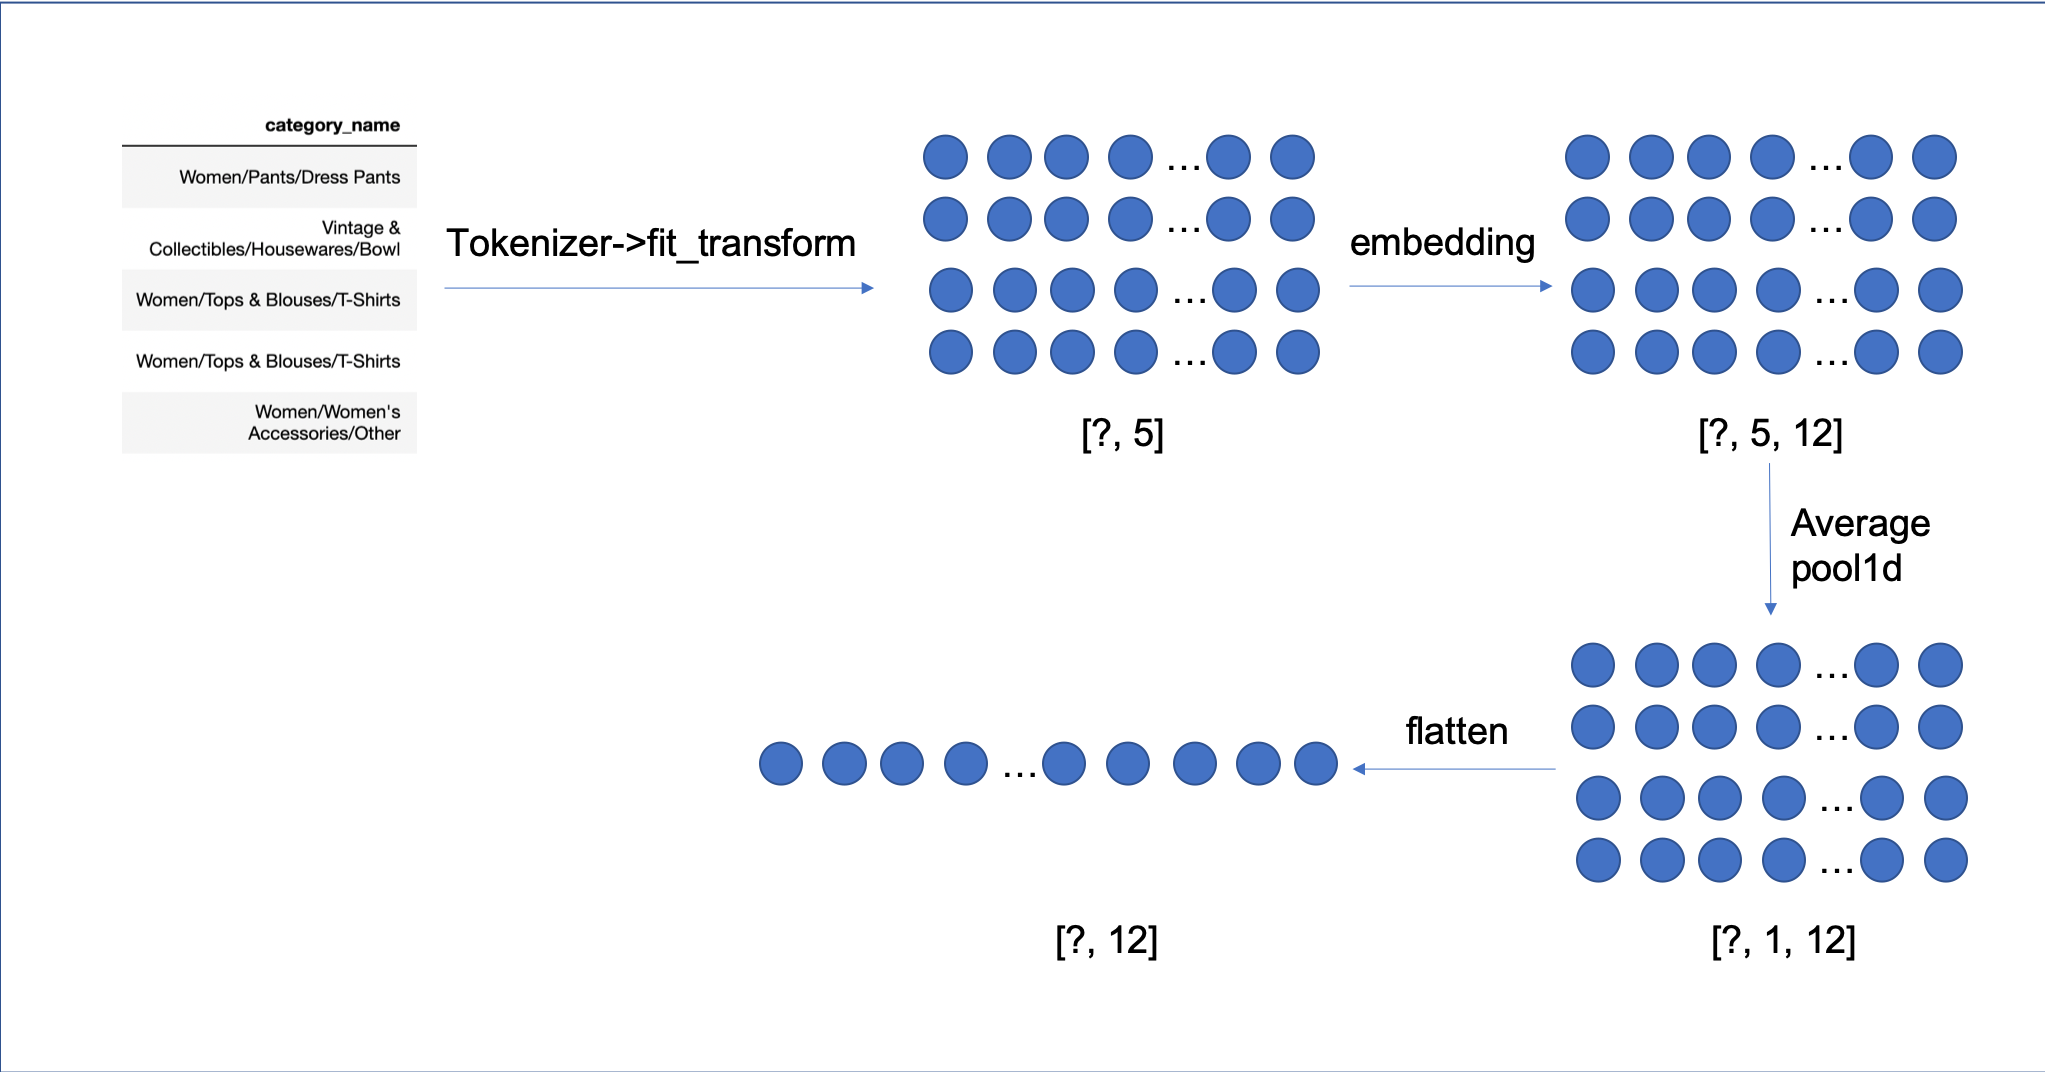 category_name
Women/Pants/Dress Pants
Vintage &
Collectibles/Housewares/Bowl
Women/Tops & Blouses/T-Shirts
Women/Tops & Blouses/T-Shirts
Women/Women's
Accessories/Other
Tokenizer->fit_transform
...
...
...
...
[?, 5]
embedding
...
...
...
...
[?, 5, 12]
Average
pool1d
...
...
...
...
[?, 1, 12]
flatten
...
[?, 12]